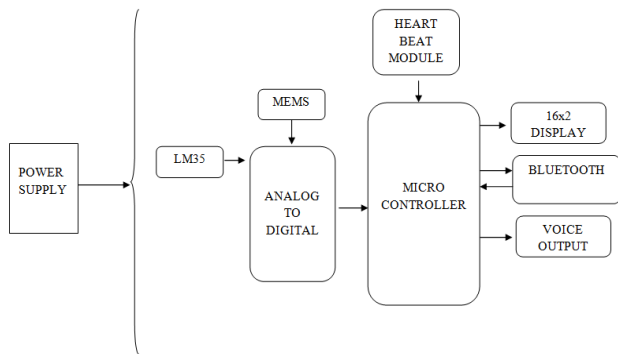 HEART
BEAT
MODULE
MEMS
16x2
DISPLAY
LM35
POWER
SUPPLY
BLUETOOTH
MICRO
CONTROLLER
ANALOG
TO
DIGITAL
VOICE
OUTPUT